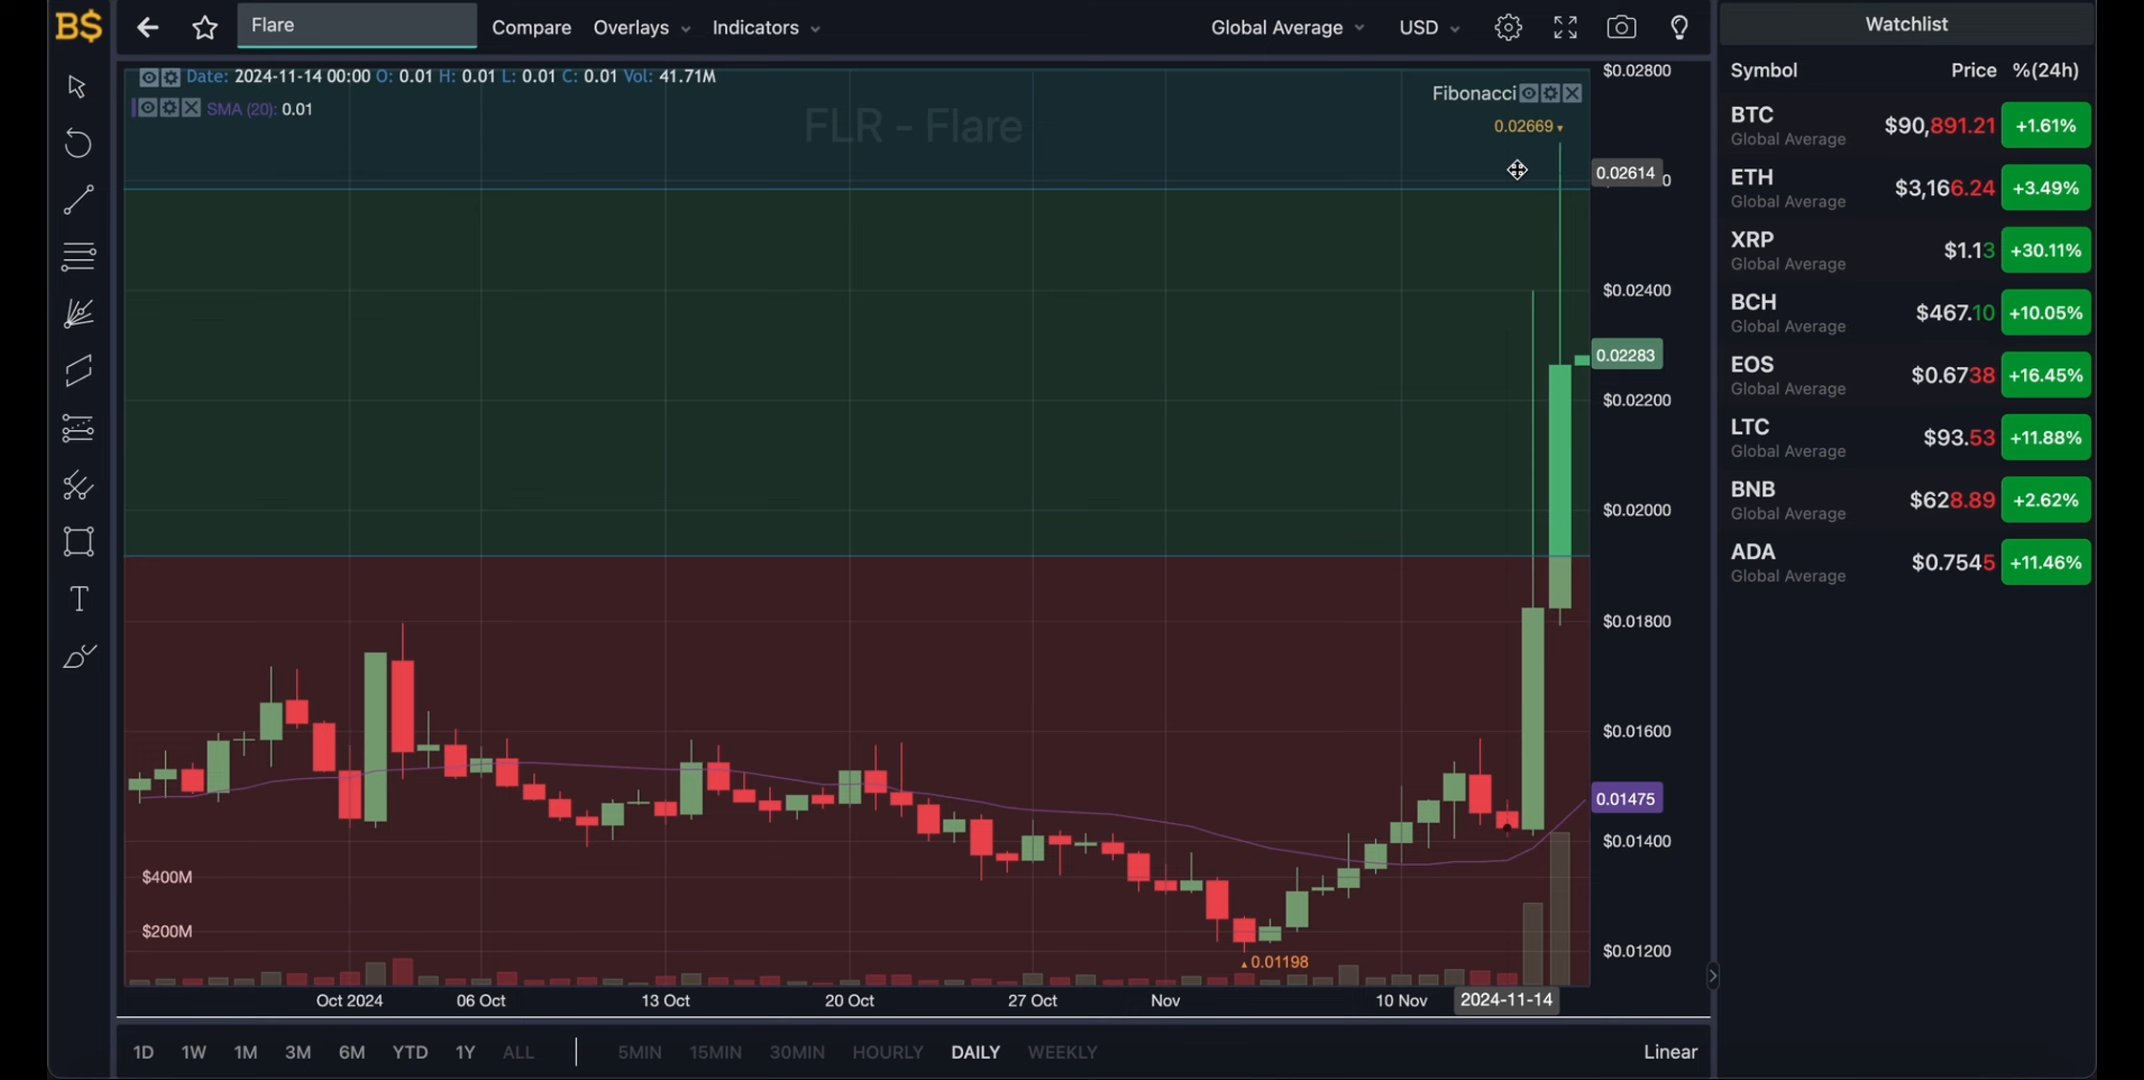 B$
Flare
Compare
Overlays
Indicators
Global Average
USD
Date: 2024-11-14 00:00 O: 0.01 H: 0.01 L: 0.01 C: 0.01 Vol: 41.71M
SMA (20): 0.01
FLR - Flare
Fibonacci
0.02669
$0.02800
0.02614
0
$0.02400
0.02283
$0.02200
$0.02000
$0.01800
$0.01600
0.01475
$0.01400
$0.01200
$400M
$200M
0.01198
Oct 2024
06 Oct
13 Oct
20 Oct
27 Oct
Nov
10 Nov
2024-11-14
1D
1W
1M
3M
6M
YTD
1Y
ALL
5MIN
15MIN
30MIN
HOURLY
DAILY
WEEKLY
Linear
Watchlist
Symbol Price %(24h)
BTC $90,891.21 +1.61%
Global Average
ETH $3,166.24 +3.49%
Global Average
XRP $1.13 +30.11%
Global Average
BCH $467.10 +10.05%
Global Average
EOS $0.6738 +16.45%
Global Average
LTC $93.53 +11.88%
Global Average
BNB $628.89 +2.62%
Global Average
ADA $0.7545 +11.46%
Global Average